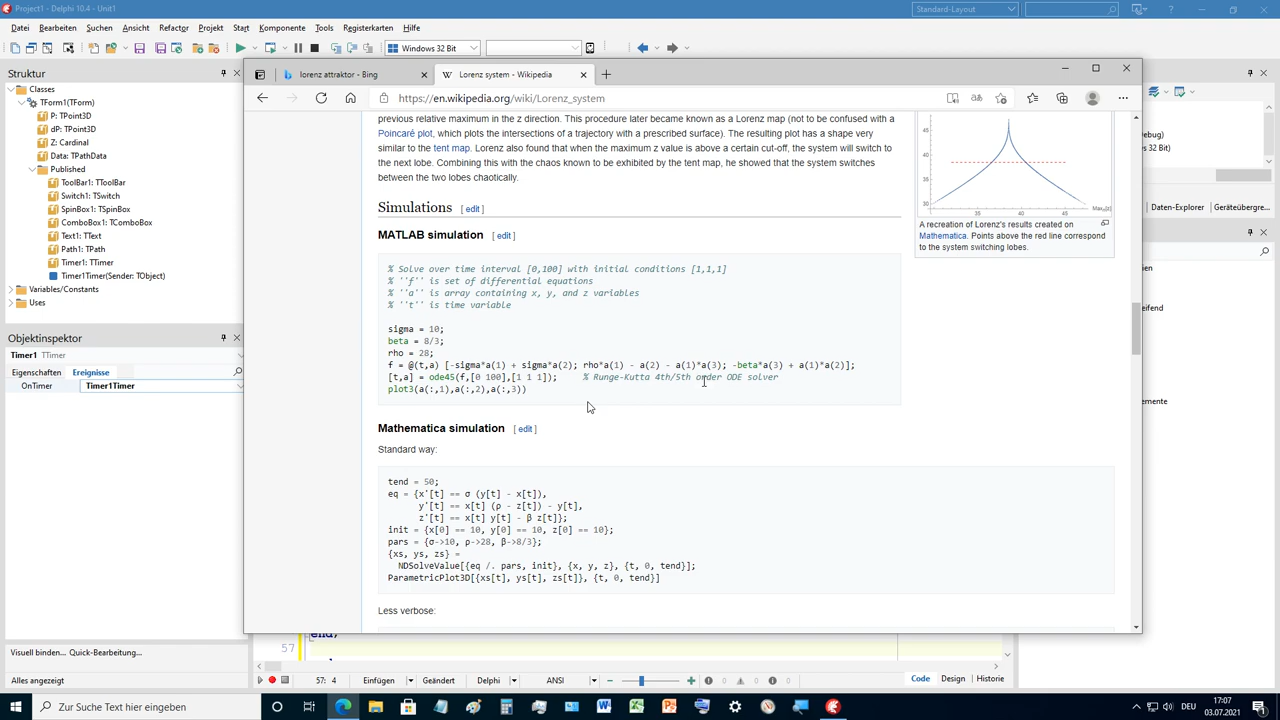 Project1 - Delphi 10.4 - Unit1
Standard-Layout
Datei Bearbeiten Suchen Ansicht Refactor Projekt Start Komponente Tools Registerkarten Hilfe
Windows 32 Bit
Struktur
Classes
TForm1(TForm)
P: TPoint3D
dP: TPoint3D
Z: Cardinal
Data: TPathData
Published
ToolBar1: TToolBar
Switch1: TSwitch
SpinBox1: TSpinBox
ComboBox1: TComboBox
Text1: TText
Path1: TPath
Timer1: TTimer
Timer1Timer(Sender: TObject)
Variables/Constants
Uses
Objektinspektor
Timer1 TTimer
Eigenschaften Ereignisse
OnTimer Timer1Timer
Visuell binden... Quick-Bearbeitung...
Alles angezeigt
lorenz attraktor - Bing
Lorenz system - Wikipedia
https://en.wikipedia.org/wiki/Lorenz_system
previous relative maximum in the z direction. This procedure later became known as a Lorenz map (not to be confused with a
Poincaré plot, which plots the intersections of a trajectory with a prescribed surface). The resulting plot has a shape very
similar to the tent map. Lorenz also found that when the maximum z value is above a certain cut-off, the system will switch to
the next lobe. Combining this with the chaos known to be exhibited by the tent map, he showed that the system switches
between the two lobes chaotically.
45
40
35
30
35 40 45
A recreation of Lorenz's results created on
Mathematica. Points above the red line correspond
to the system switching lobes.
Simulations [ edit ]
MATLAB simulation [ edit ]
% Solve over time interval [0,100] with initial conditions [1,1,1]
% ''f'' is set of differential equations
% ''a'' is array containing x, y, and z variables
% ''t'' is time variable
sigma = 10;
beta = 8/3;
rho = 28;
f = @(t,a) [-sigma*a(1) + sigma*a(2); rho*a(1) - a(2) - a(1)*a(3); -beta*a(3) + a(1)*a(2)];
[t,a] = ode45(f,[0 100],[1 1 1]); % Runge-Kutta 4th/5th order ODE solver
plot3(a(:,1),a(:,2),a(:,3))
Mathematica simulation [ edit ]
Standard way:
tend = 50;
eq = {x'[t] == σ (y[t] - x[t]),
y'[t] == x[t] (ρ - z[t]) - y[t],
z'[t] == x[t] y[t] - β z[t]};
init = {x[0] == 10, y[0] == 10, z[0] == 10};
pars = {σ->10, ρ->28, β->8/3};
{xs, ys, zs} =
NDSolveValue[{eq /. pars, init}, {x, y, z}, {t, 0, tend}];
ParametricPlot3D[{xs[t], ys[t], zs[t]}, {t, 0, tend}]
Less verbose:
Daten-Explorer Geräteübergre...
end;
57
57: 4 Einfügen Geändert Delphi ANSI 0 0 0
Code Design Historie
Zur Suche Text hier eingeben
DEU
17:07
03.07.2021